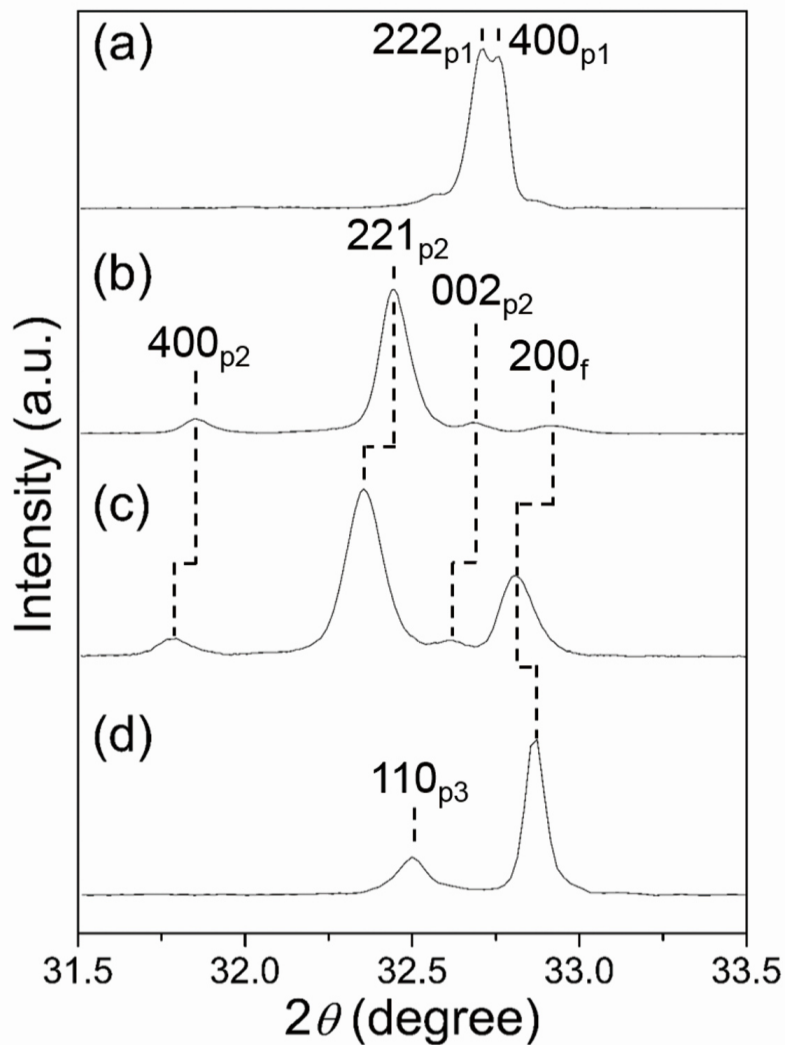 (a)
222p1 400p1
(b)
221p2
002p2
400p2
200f
(c)
(d)
110p3
Intensity (a.u.)
31.5 32.0 32.5 33.0 33.5
2θ (degree)